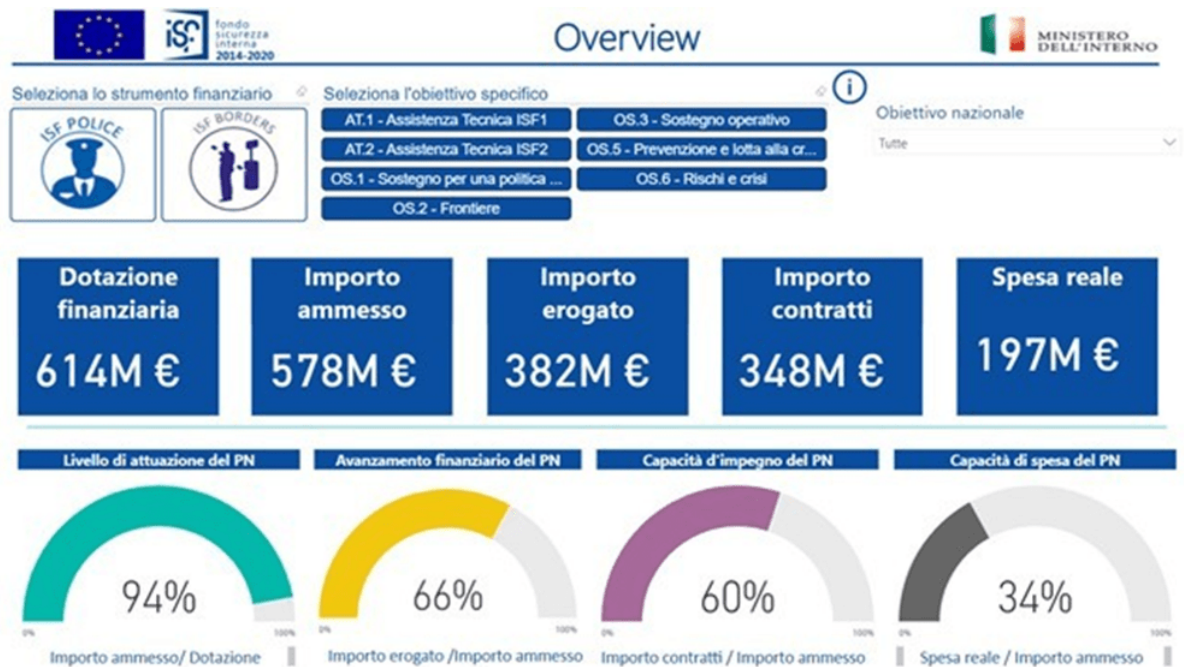 isf
fondo
sicurezza
interna
2014-2020
Overview
MINISTERO
DELL'INTERNO
Seleziona lo strumento finanziario
ISF POLICE
ISF BORDERS
Seleziona l'obiettivo specifico
AT.1 - Assistenza Tecnica ISF1
OS.3 - Sostegno operativo
AT.2 - Assistenza Tecnica ISF2
OS.5 - Prevenzione e lotta alla cr...
OS.1 - Sostegno per una politica ...
OS.6 - Rischi e crisi
OS.2 - Frontiere
i
Obiettivo nazionale
Tutte
Dotazione
finanziaria
614M €
Importo
ammesso
578M €
Importo
erogato
382M €
Importo
contratti
348M €
Spesa reale
197M €
Livello di attuazione del PN
94%
0%
100%
Importo ammesso/ Dotazione
Avanzamento finanziario del PN
66%
0%
100%
Importo erogato /Importo ammesso
Capacità d'impegno del PN
60%
0%
100%
Importo contratti / Importo ammesso
Capacità di spesa del PN
34%
0%
100%
Spesa reale / Importo ammesso